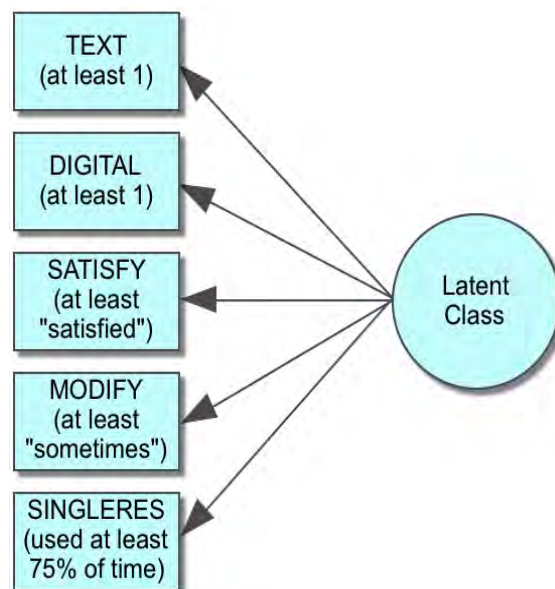 TEXT
(at least 1)
DIGITAL
(at least 1)
SATISFY
(at least
"satisfied")
MODIFY
(at least
"sometimes")
SINGLERES
(used at least
75% of time)
Latent
Class